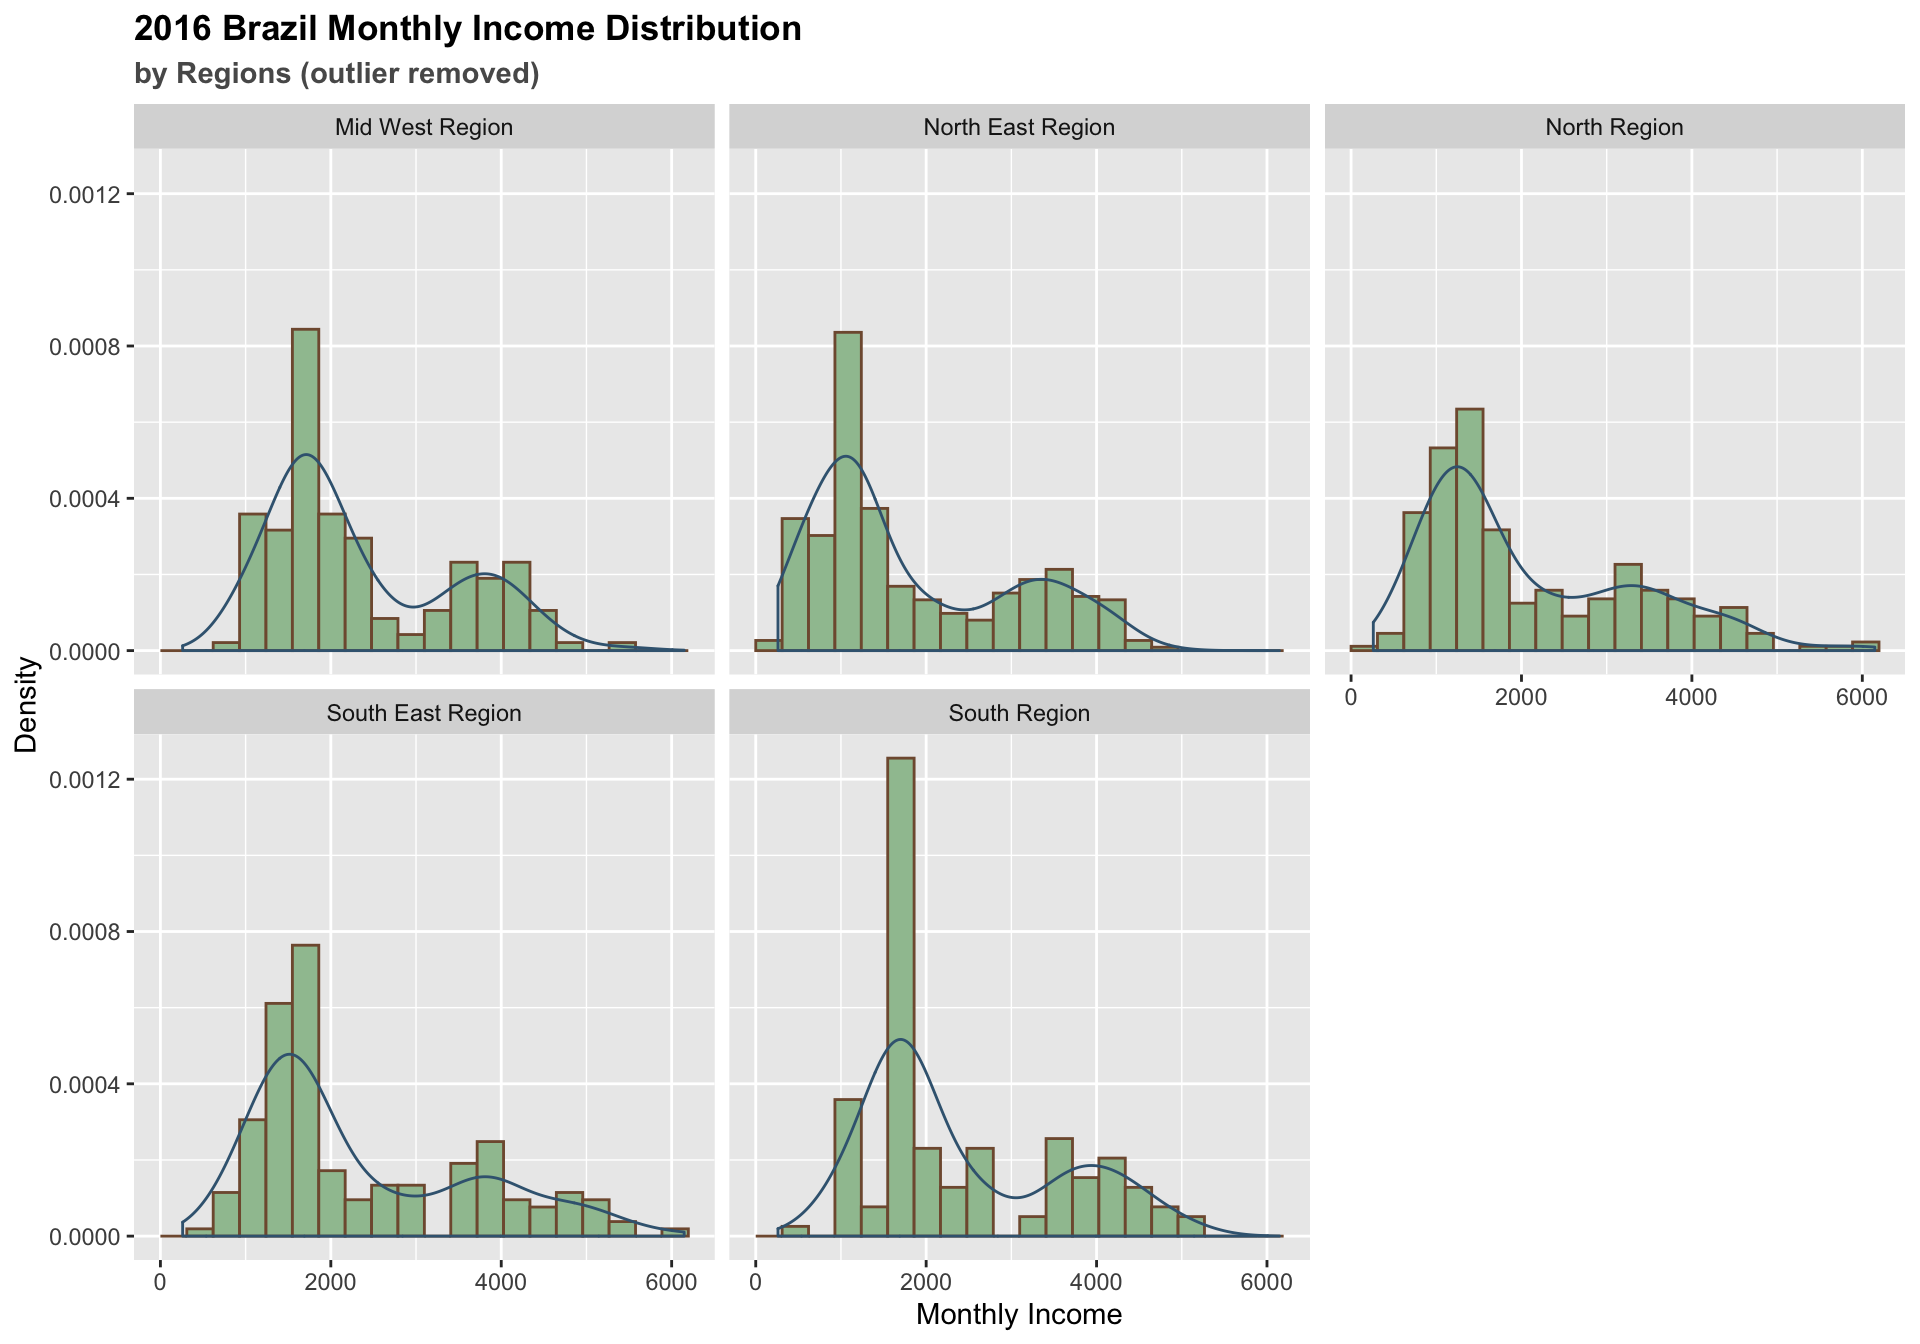 2016 Brazil Monthly Income Distribution
by Regions (outlier removed)
Mid West Region
North East Region
North Region
0.0012
0.0008
0.0004
0.0000
0 2000 4000 6000
Density
South East Region
South Region
0.0012
0.0008
0.0004
0.0000
0 2000 4000 6000
0 2000 4000 6000
Monthly Income